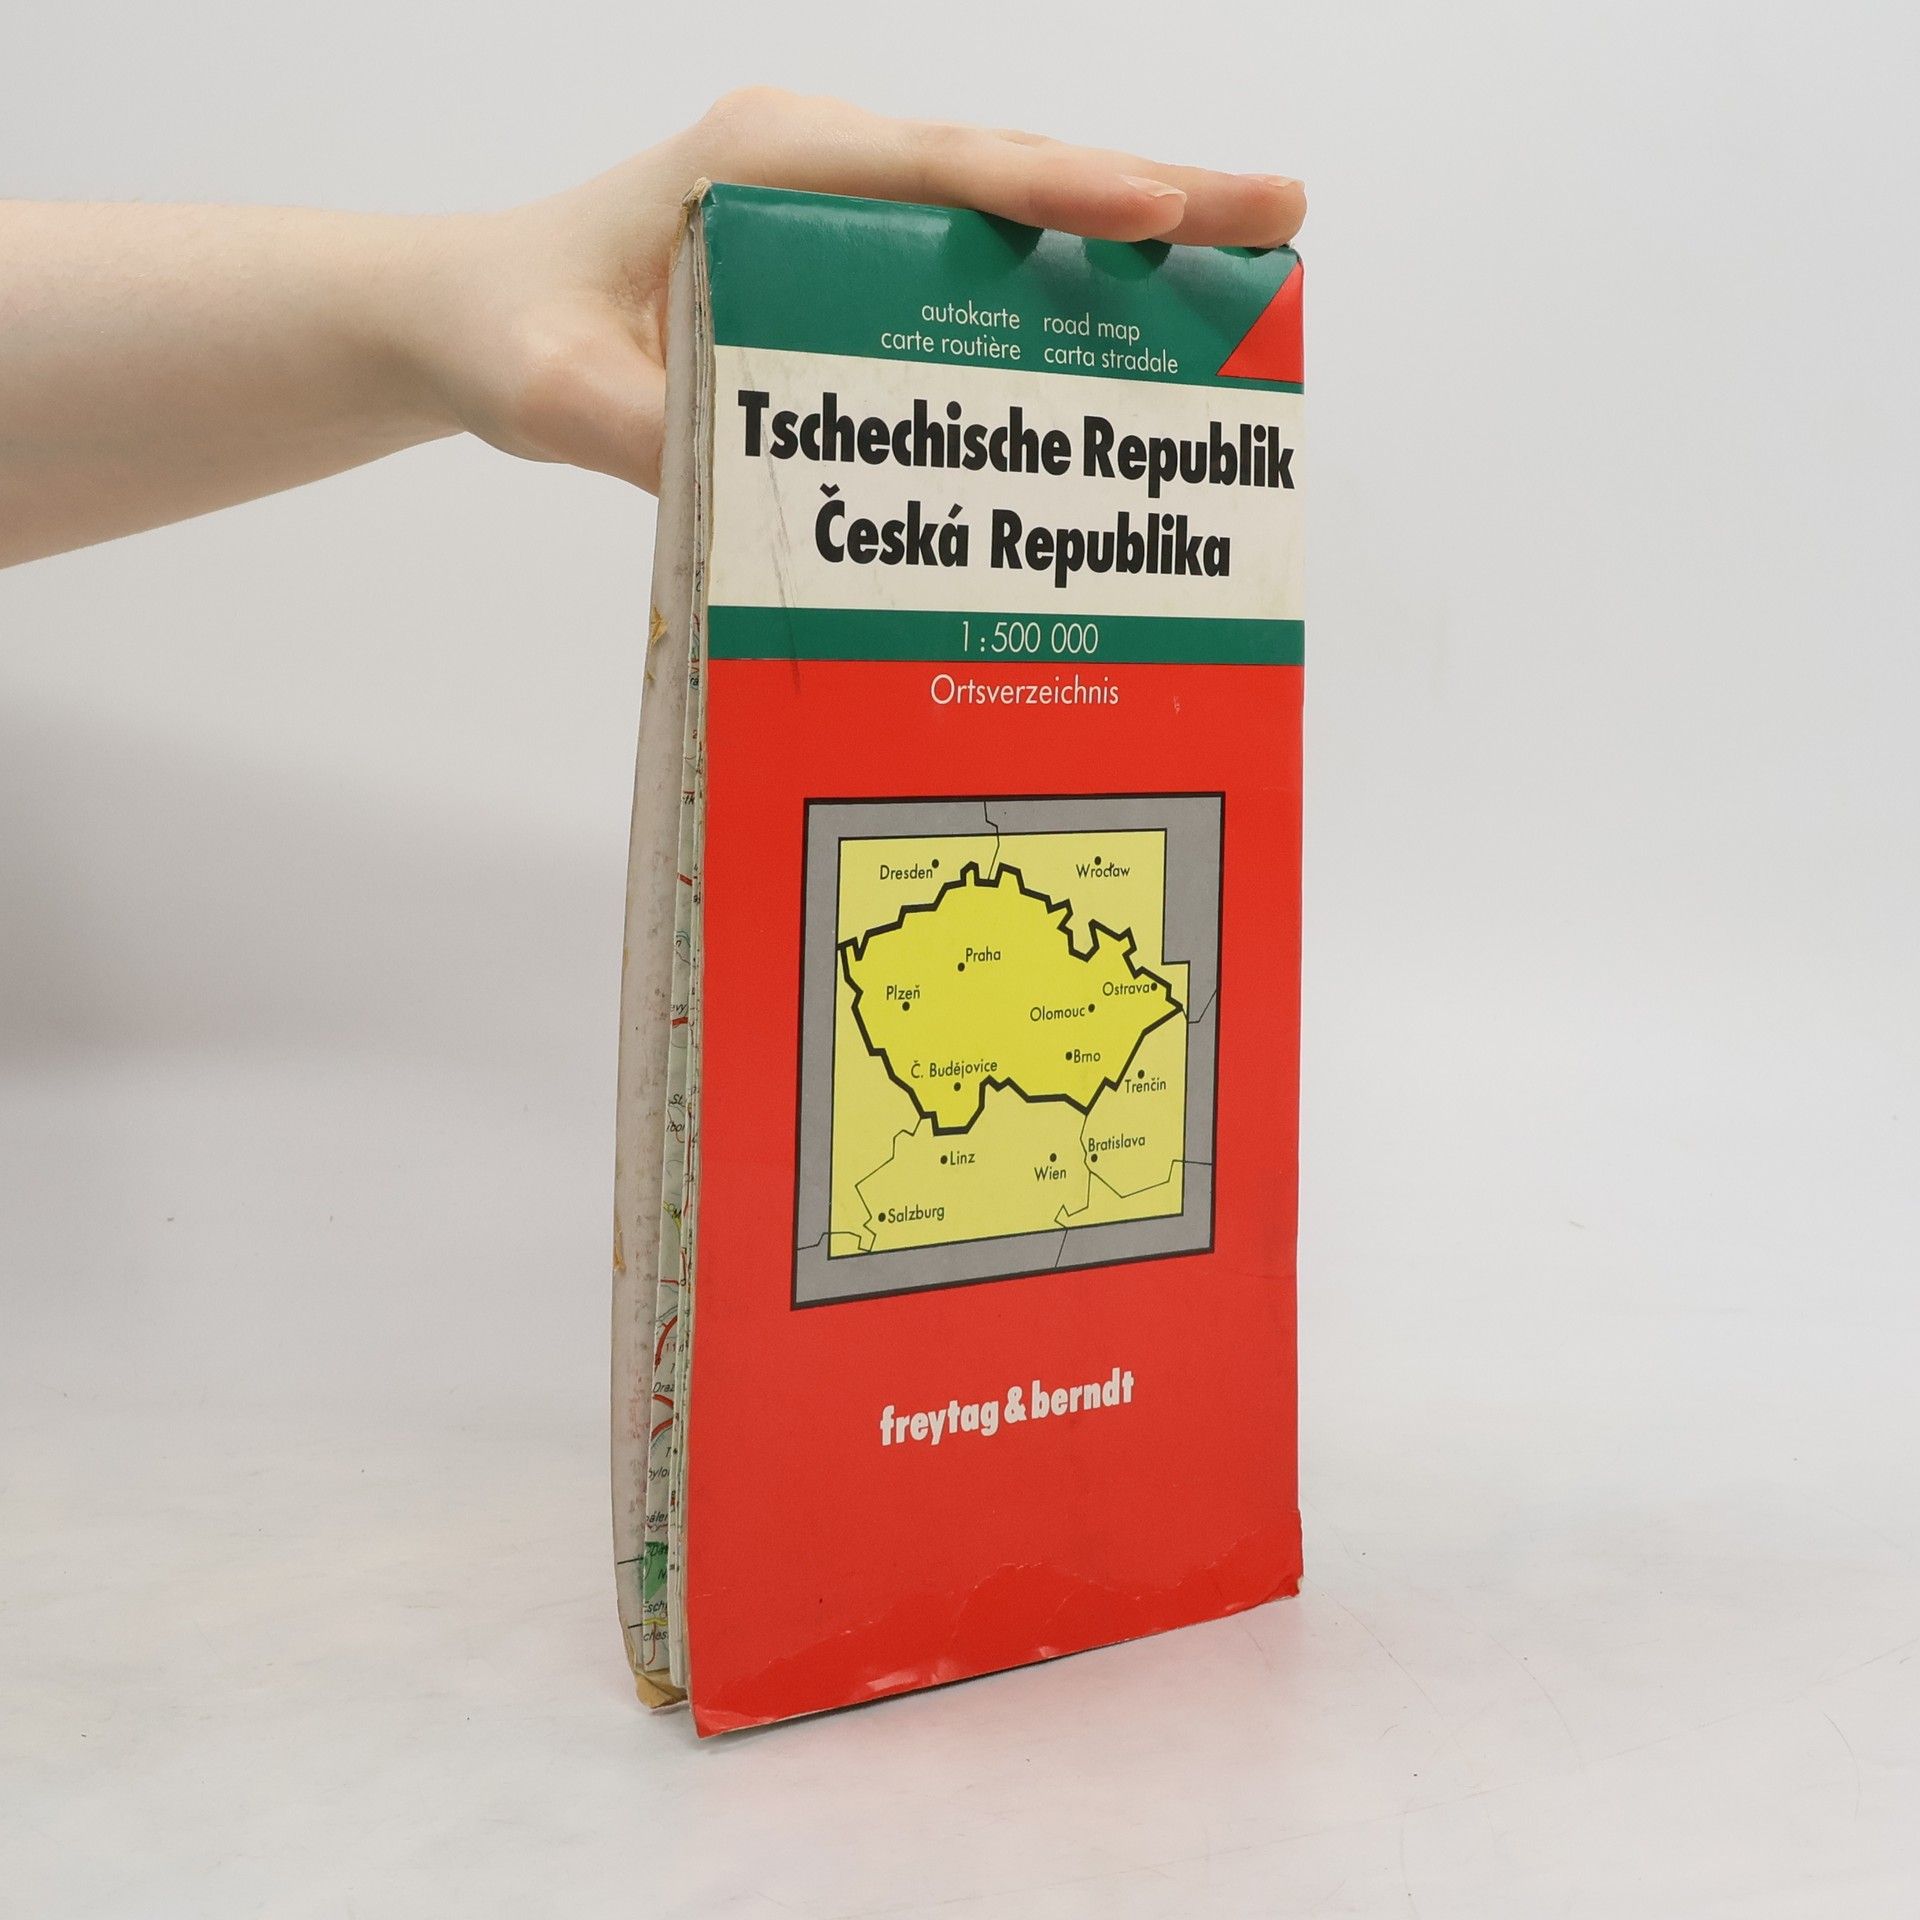 autokarte road map
carte routière carta stradale
Tschechische Republik
Česká Republika
1:500 000
Ortsverzeichnis
Dresden
Wrocław
Praha
Plzeň
Ostrava
Olomouc
Brno
Č. Budějovice
Trenčín
Bratislava
Linz
Wien
Salzburg
freytag & berndt